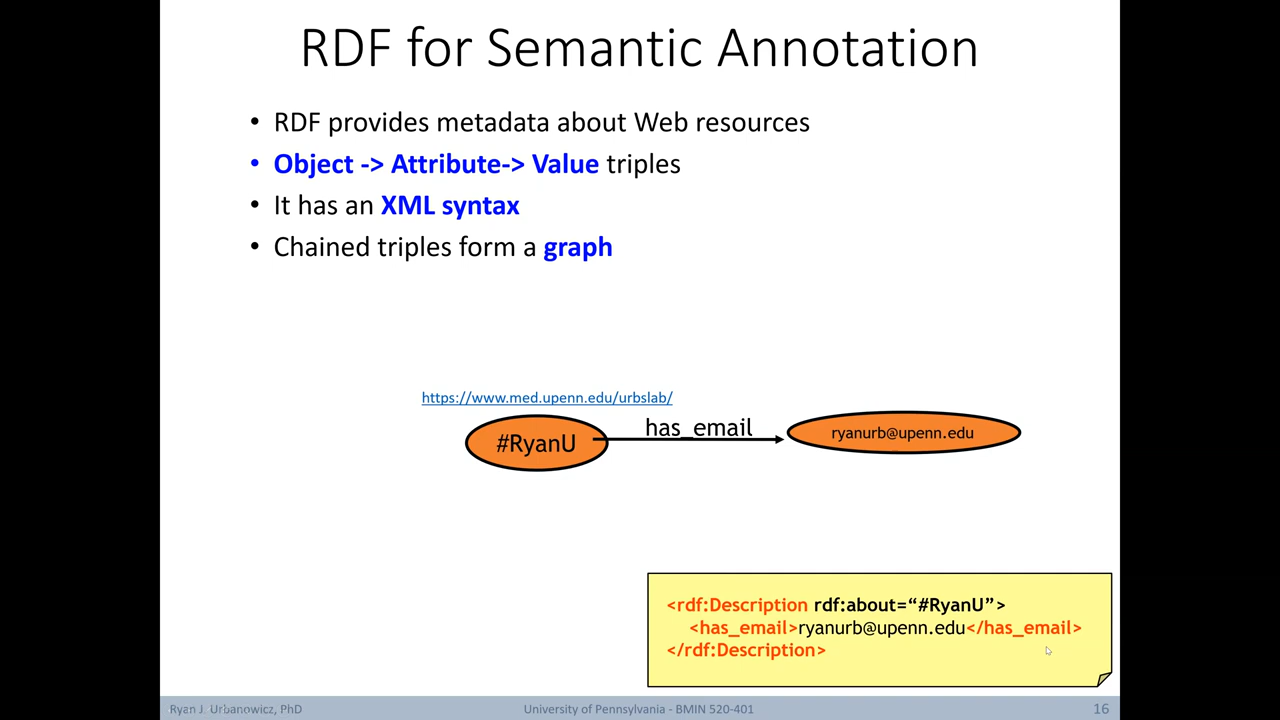 RDF for Semantic Annotation
• RDF provides metadata about Web resources
• Object -> Attribute-> Value triples
• It has an XML syntax
• Chained triples form a graph
https://www.med.upenn.edu/urbslab/
#RyanU
has_email
ryanurb@upenn.edu
<rdf:Description rdf:about=“#RyanU”>
<has_email>ryanurb@upenn.edu</has_email>
</rdf:Description>
Ryan J. Urbanowicz, PhD
University of Pennsylvania - BMIN 520-401
16